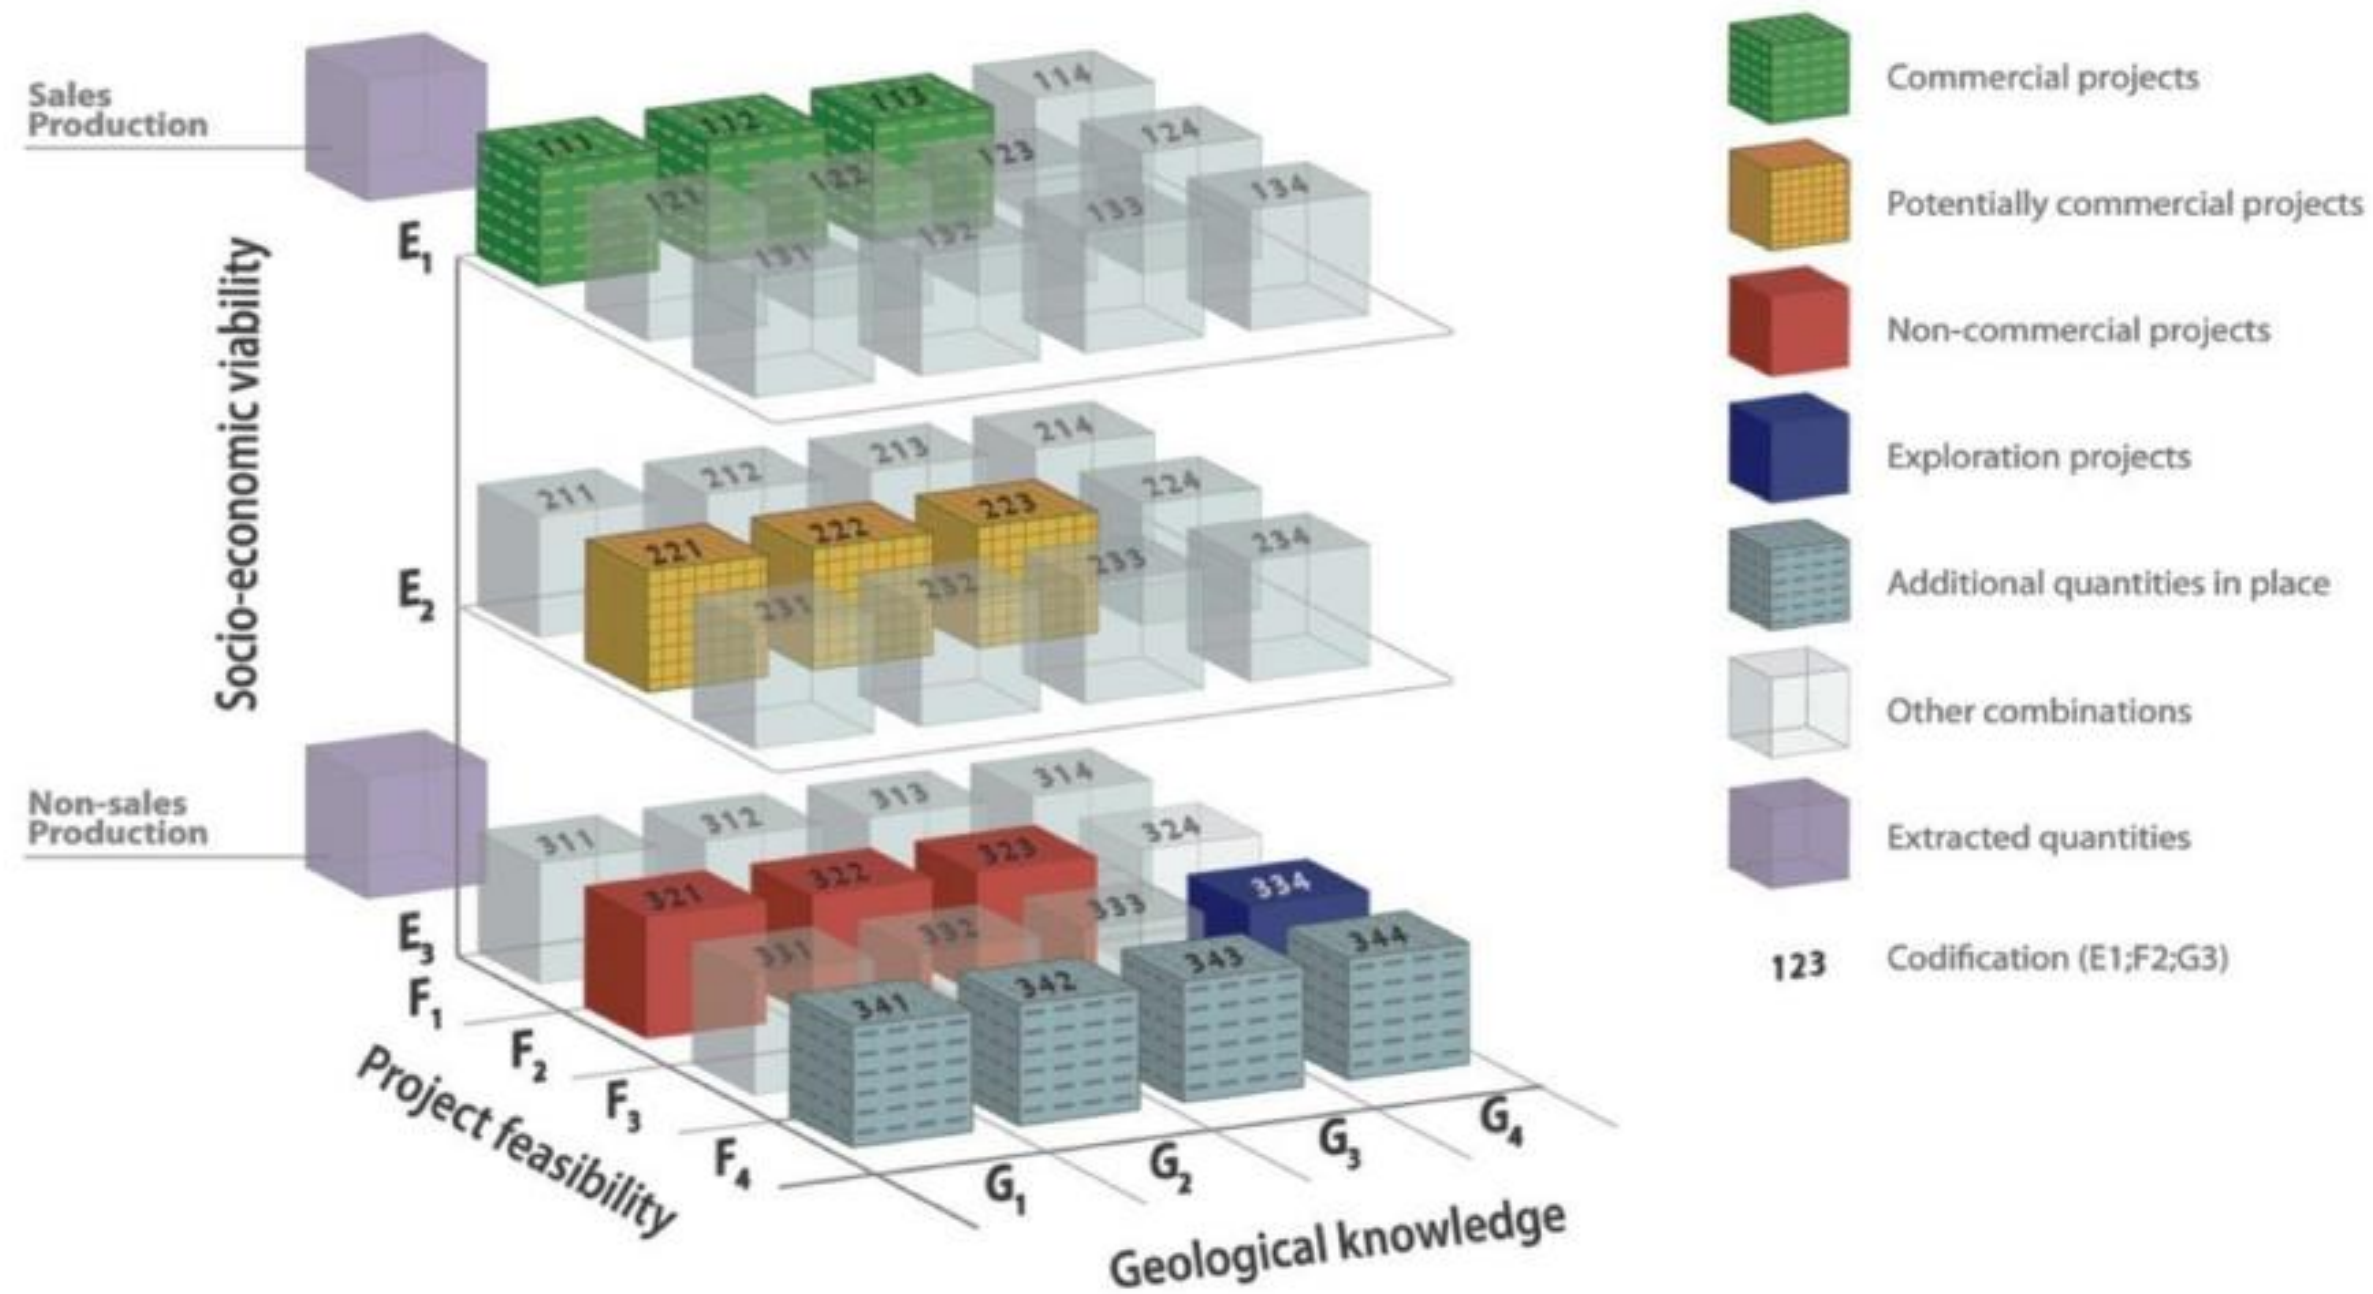 Sales
Production
Socio-economic viability
E1
111
112
113
114
121
122
123
124
131
132
133
134
E2
211
212
213
214
221
222
223
224
231
232
233
234
Non-sales
Production
E3
311
312
313
314
321
322
323
324
331
332
333
334
341
342
343
344
F1
F2
F3
F4
Project feasibility
G1
G2
G3
G4
Geological knowledge
Commercial projects
Potentially commercial projects
Non-commercial projects
Exploration projects
Additional quantities in place
Other combinations
Extracted quantities
123 Codification (E1;F2;G3)